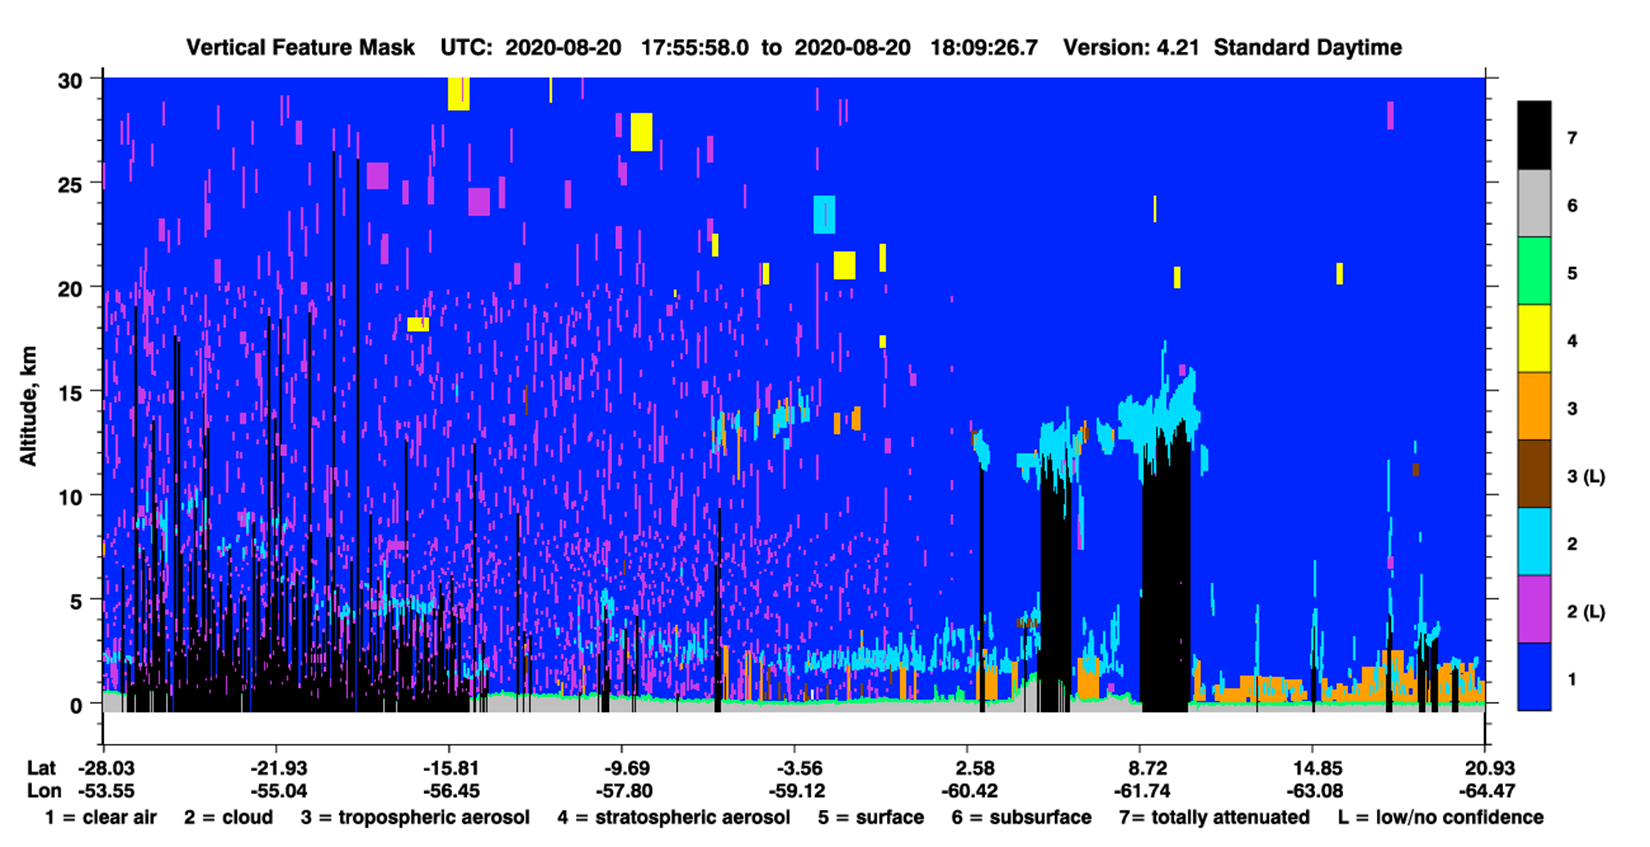 Vertical Feature Mask UTC: 2020-08-20 17:55:58.0 to 2020-08-20 18:09:26.7 Version: 4.21 Standard Daytime
30
25
20
15
10
5
0
Altitude, km
7
6
5
4
3
3 (L)
2
2 (L)
1
Lat -28.03 -21.93 -15.81 -9.69 -3.56 2.58 8.72 14.85 20.93
Lon -53.55 -55.04 -56.45 -57.80 -59.12 -60.42 -61.74 -63.08 -64.47
1 = clear air 2 = cloud 3 = tropospheric aerosol 4 = stratospheric aerosol 5 = surface 6 = subsurface 7= totally attenuated L = low/no confidence